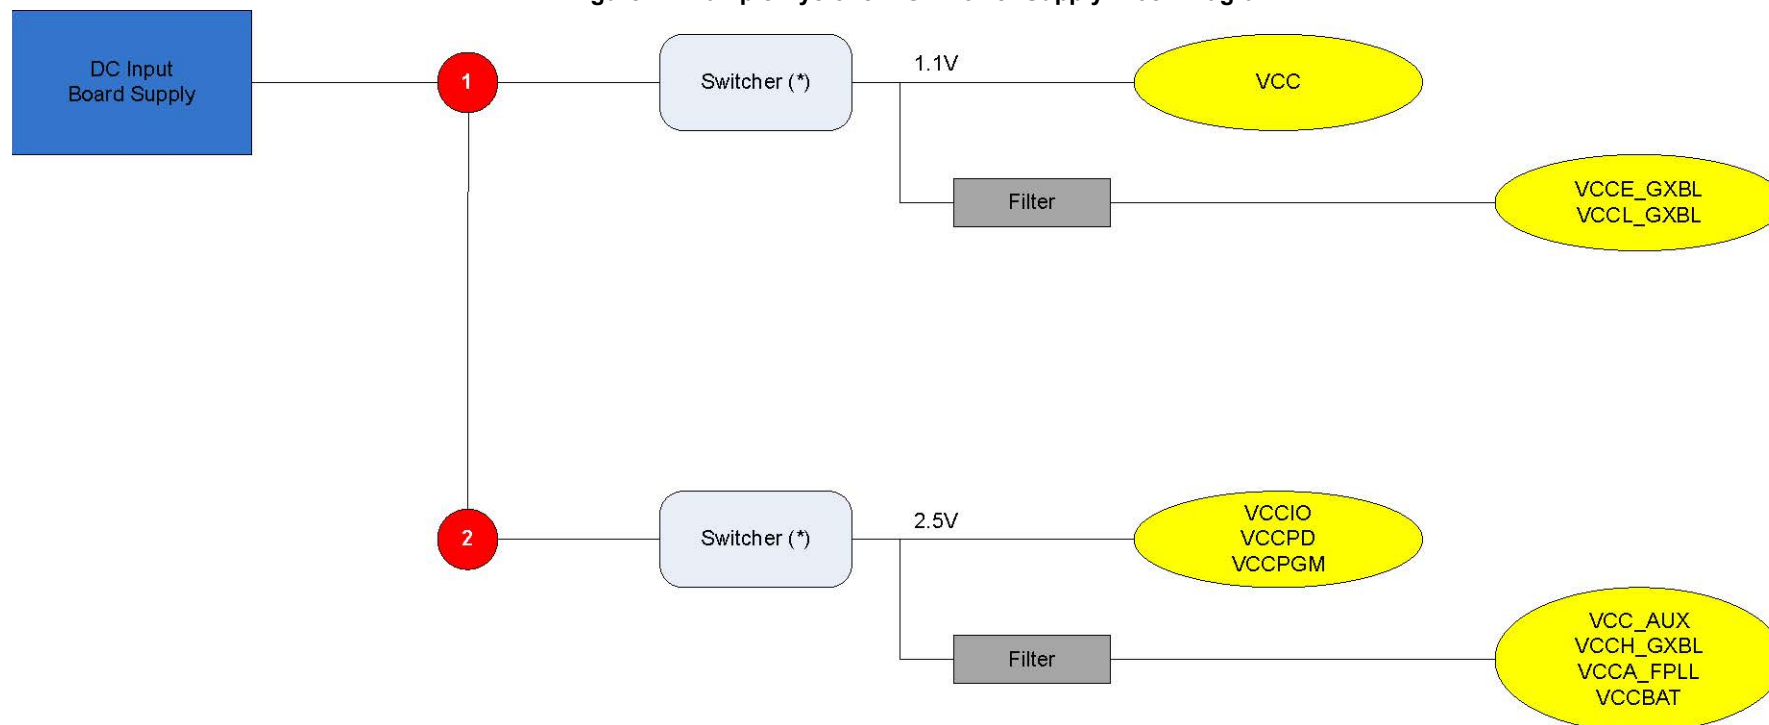 DC Input
Board Supply
1
Switcher (*)
1.1V
VCC
Filter
VCCE_GXBL
VCCL_GXBL
2
Switcher (*)
2.5V
VCCIO
VCCPD
VCCPGM
Filter
VCC_AUX
VCCH_GXBL
VCCA_FPLL
VCCBAT